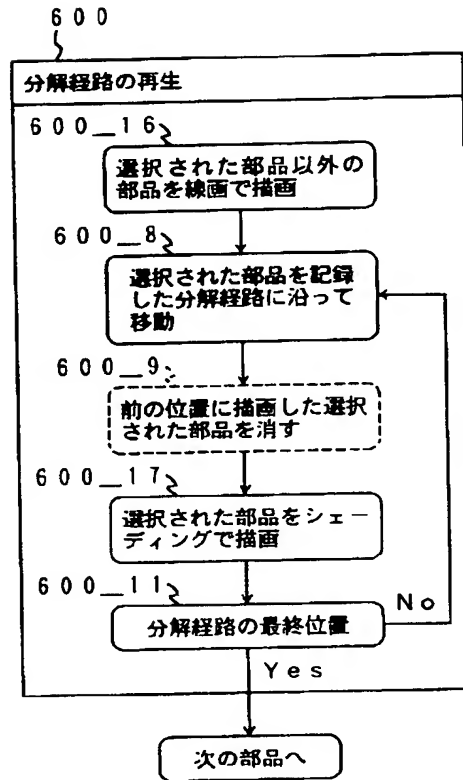 600
分解経路の再生
600_16
選択された部品以外の
部品を線画で描画
600_8
選択された部品を記録
した分解経路に沿って
移動
600_9
前の位置に描画した選択
された部品を消す
600_17
選択された部品をシェー
ディングで描画
600_11
分解経路の最終位置
No
Yes
次の部品へ